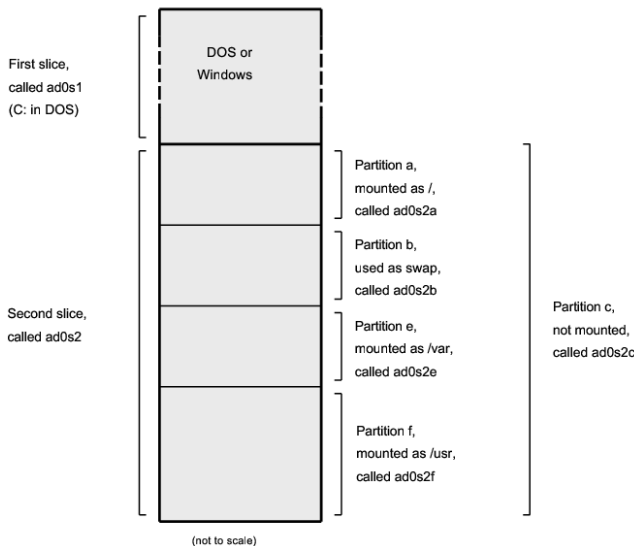 DOS or
Windows
First slice,
called ad0s1
(C: in DOS)
Partition a,
mounted as /,
called ad0s2a
Partition b,
used as swap,
called ad0s2b
Second slice,
called ad0s2
Partition c,
not mounted,
called ad0s2c
Partition e,
mounted as /var,
called ad0s2e
Partition f,
mounted as /usr,
called ad0s2f
(not to scale)